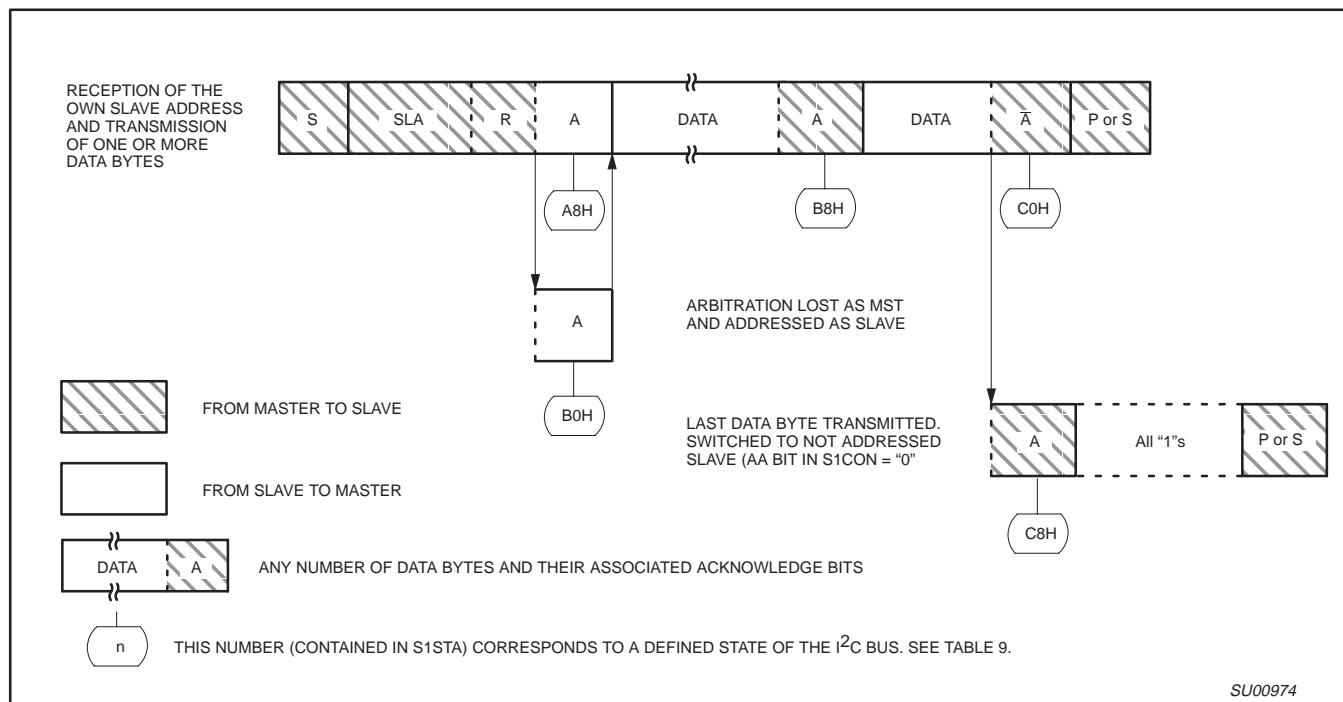 RECEPTION OF THE
OWN SLAVE ADDRESS
AND TRANSMISSION
OF ONE OR MORE
DATA BYTES
S SLA R A DATA A DATA A̅ P or S
A8H B8H C0H
A
ARBITRATION LOST AS MST
AND ADDRESSED AS SLAVE
B0H
FROM MASTER TO SLAVE
LAST DATA BYTE TRANSMITTED.
SWITCHED TO NOT ADDRESSED
SLAVE (AA BIT IN S1CON = “0”
A All “1”s P or S
C8H
FROM SLAVE TO MASTER
DATA A ANY NUMBER OF DATA BYTES AND THEIR ASSOCIATED ACKNOWLEDGE BITS
n THIS NUMBER (CONTAINED IN S1STA) CORRESPONDS TO A DEFINED STATE OF THE I2C BUS. SEE TABLE 9.
SU00974